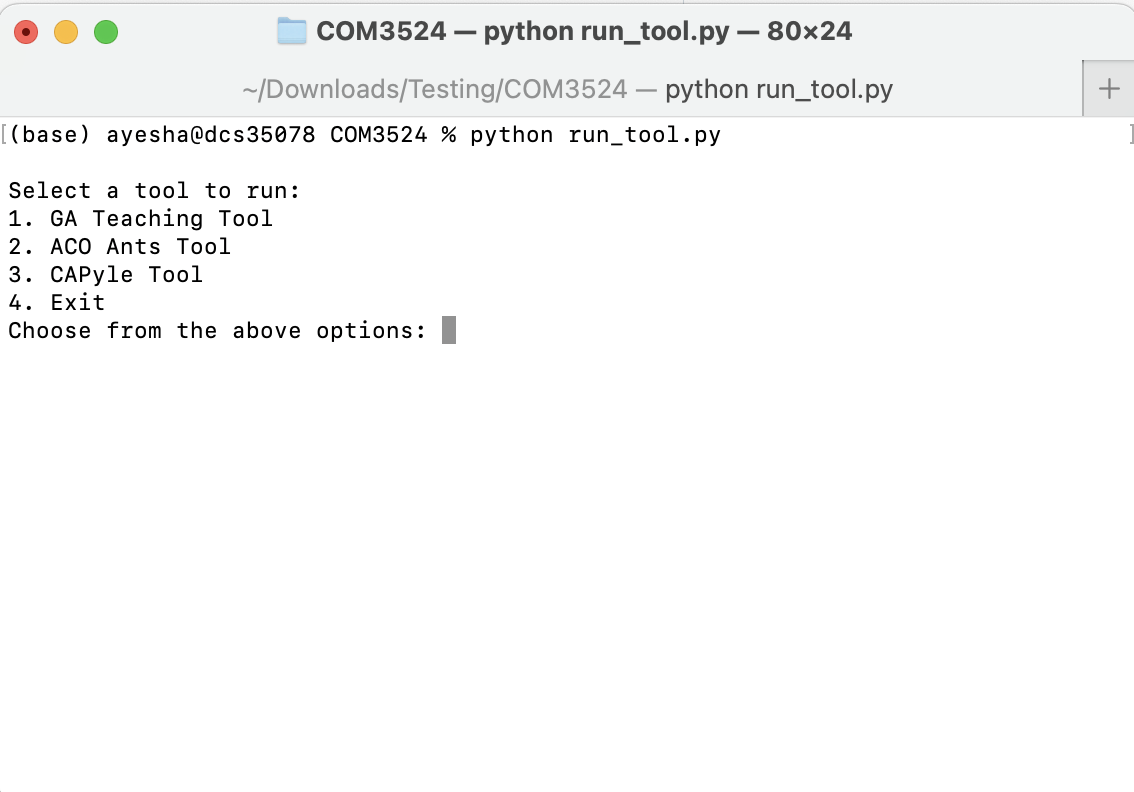 COM3524 — python run_tool.py — 80×24
~/Downloads/Testing/COM3524 — python run_tool.py +
[(base) ayesha@dcs35078 COM3524 % python run_tool.py ]
Select a tool to run:
1. GA Teaching Tool
2. ACO Ants Tool
3. CAPyle Tool
4. Exit
Choose from the above options: